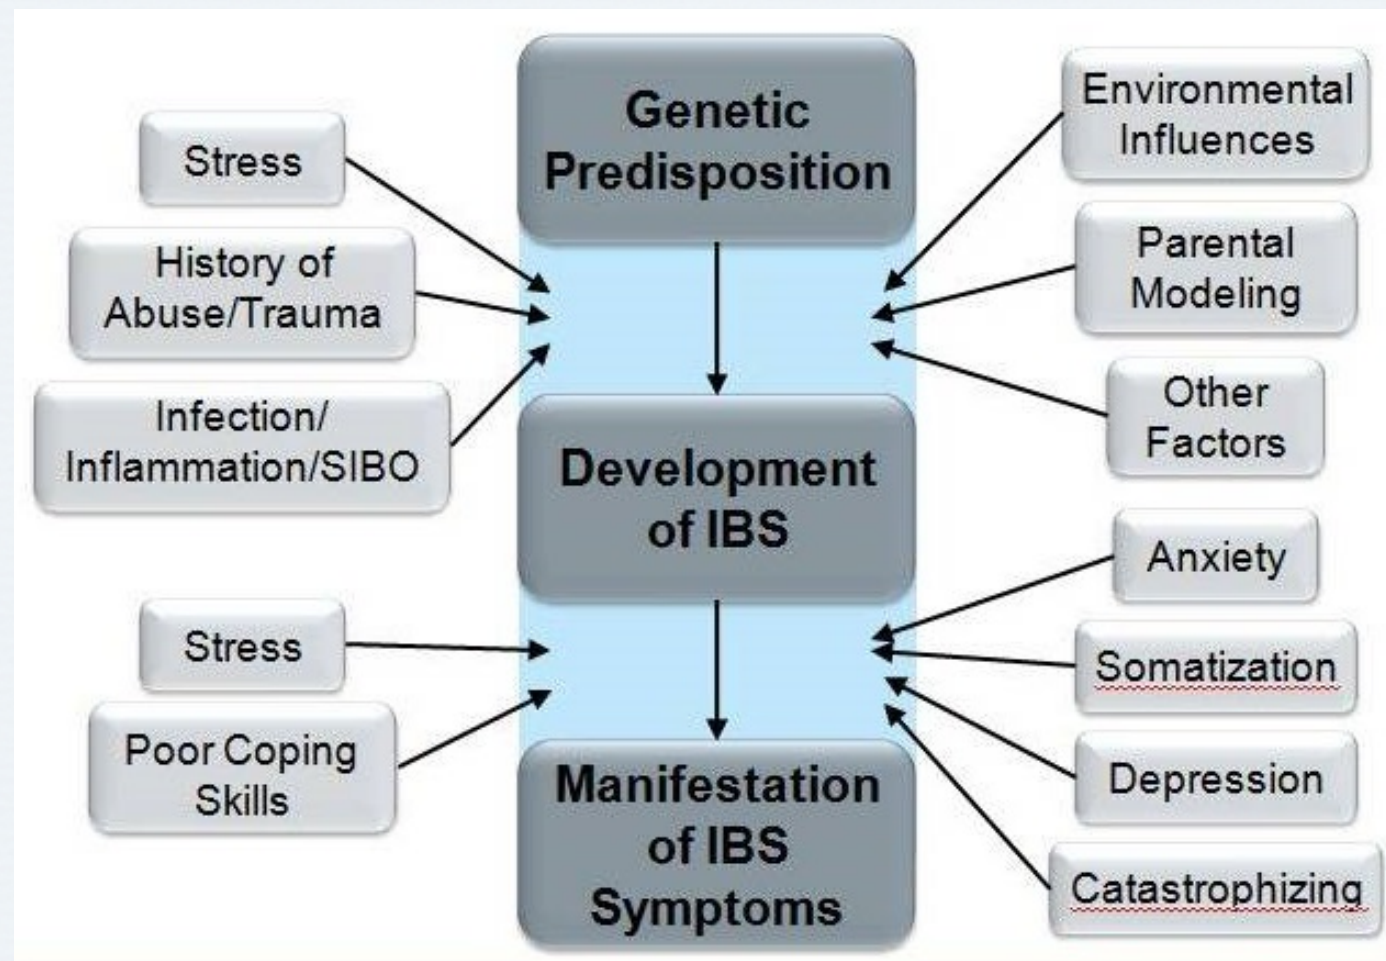 Genetic
Predisposition
Stress
History of
Abuse/Trauma
Infection/
Inflammation/SIBO
Environmental
Influences
Parental
Modeling
Other
Factors
Development
of IBS
Stress
Poor Coping
Skills
Anxiety
Somatization
Depression
Catastrophizing
Manifestation
of IBS
Symptoms